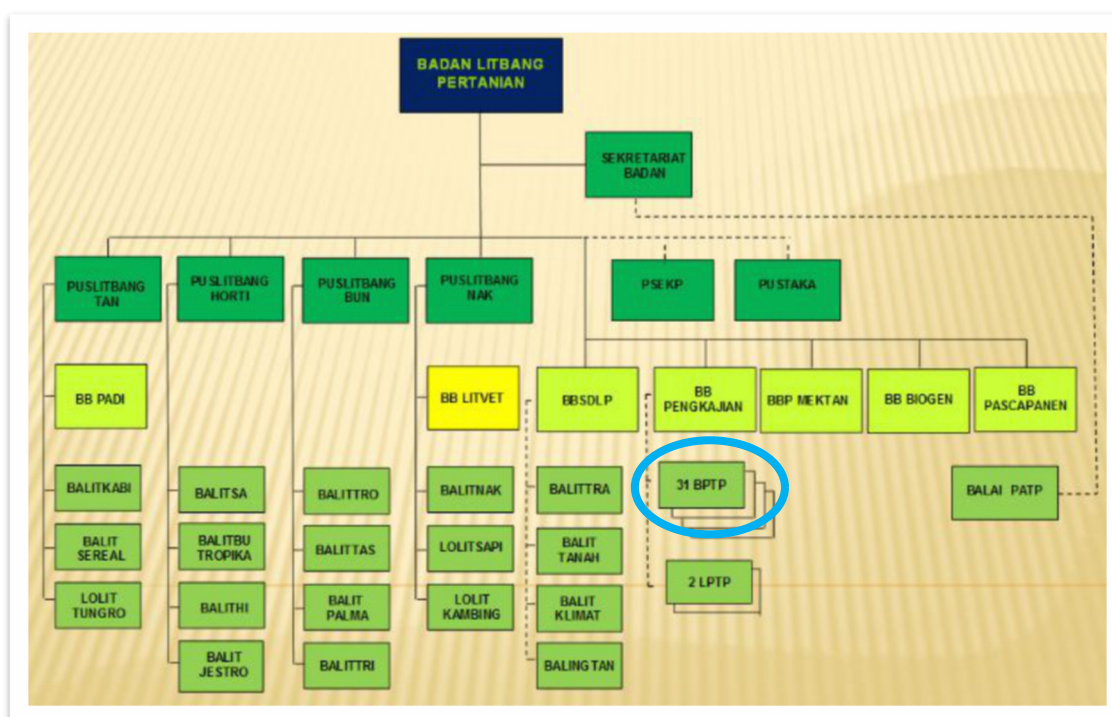 BADAN LITBANG
PERTANIAN
SEKRETARIAT
BADAN
PUSLITBANG
TAN
PUSLITBANG
HORTI
PUSLITBANG
BUN
PUSLITBANG
NAK
PSEKP
PUSTAKA
BB PADI
BB LITVET
BBSDLP
BB
PENGKAJIAN
BBP MEKTAN
BB BIOGEN
BB
PASCAPANEN
BALITKABI
BALITSA
BALITTRO
BALITNAK
BALITTRA
31 BPTP
BALAI PATP
BALIT
SEREAL
BALITBU
TROPIKA
BALITTAS
LOLITSAPI
BALIT
TANAH
2 LPTP
LOLIT
TUNGRO
BALITHI
BALIT
PALMA
LOLIT
KAMBING
BALIT
KLIMAT
BALIT
JESTRO
BALITTRI
BALINGTAN